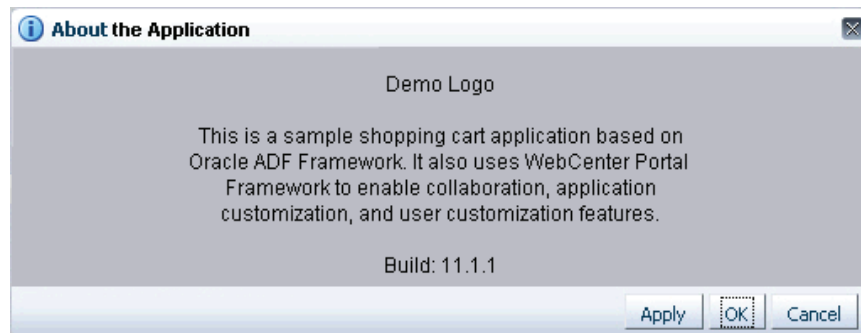 About the Application
Demo Logo
This is a sample shopping cart application based on
Oracle ADF Framework. It also uses WebCenter Portal
Framework to enable collaboration, application
customization, and user customization features.
Build: 11.1.1
Apply OK Cancel